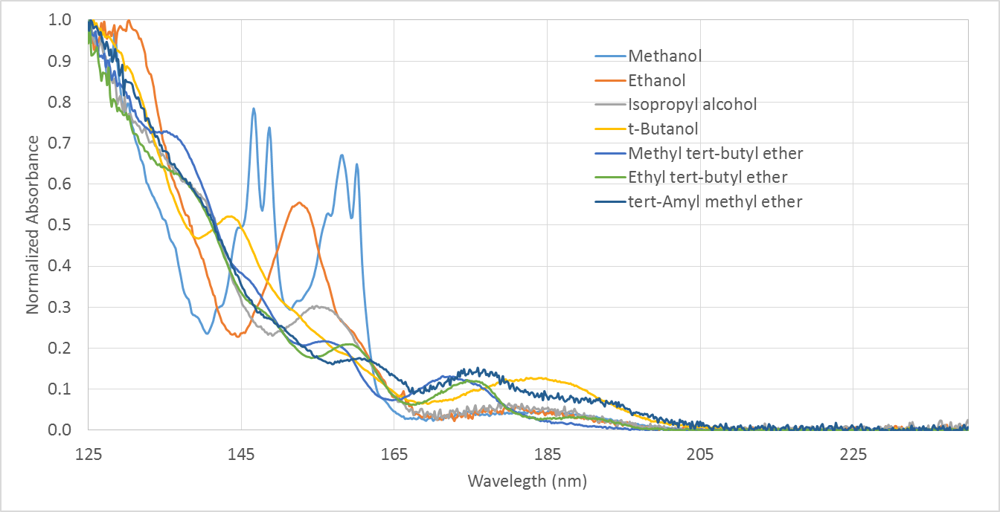 1.0
0.9
0.8
0.7
0.6
0.5
0.4
0.3
0.2
0.1
0.0
Normalized Absorbance
Methanol
Ethanol
Isopropyl alcohol
t-Butanol
Methyl tert-butyl ether
Ethyl tert-butyl ether
tert-Amyl methyl ether
125 145 165 185 205 225
Wavelegth (nm)